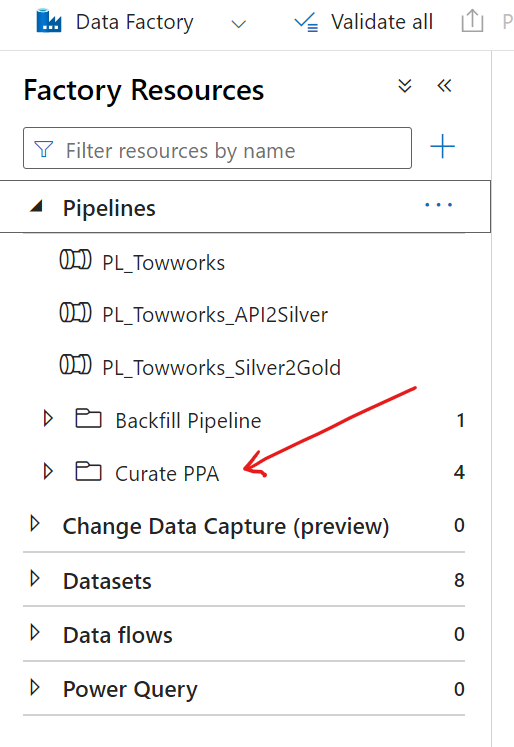 Data Factory Validate all P
Factory Resources
Filter resources by name
Pipelines ...
PL_Towworks
PL_Towworks_API2Silver
PL_Towworks_Silver2Gold
Backfill Pipeline 1
Curate PPA 4
Change Data Capture (preview) 0
Datasets 8
Data flows 0
Power Query 0